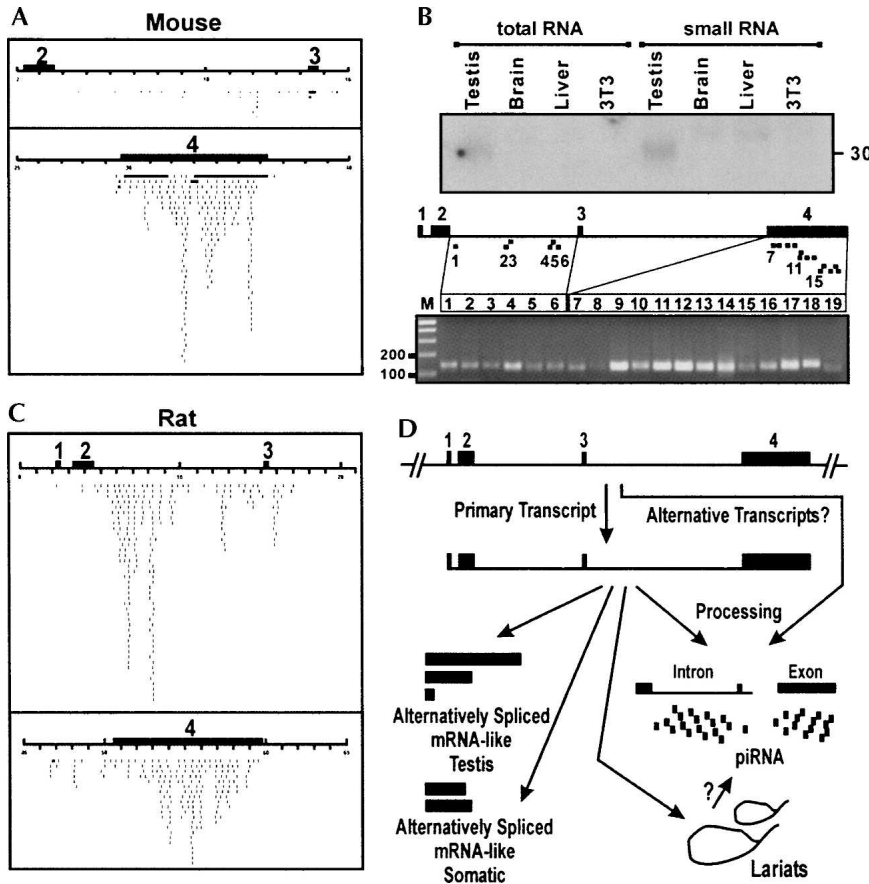 A
Mouse
2
3
4
B
total RNA
small RNA
Testis
Brain
Liver
3T3
Testis
Brain
Liver
3T3
30
1 2 3 4
1 23 456 7 11 15
M 1 2 3 4 5 6 7 8 9 10 11 12 13 14 15 16 17 18 19
200
100
C
Rat
1 2 3
4
D
1 2 3 4
Primary Transcript
Alternative Transcripts?
Processing
Intron
Exon
piRNA
?
Alternatively Spliced
mRNA-like
Testis
Alternatively Spliced
mRNA-like
Somatic
Lariats